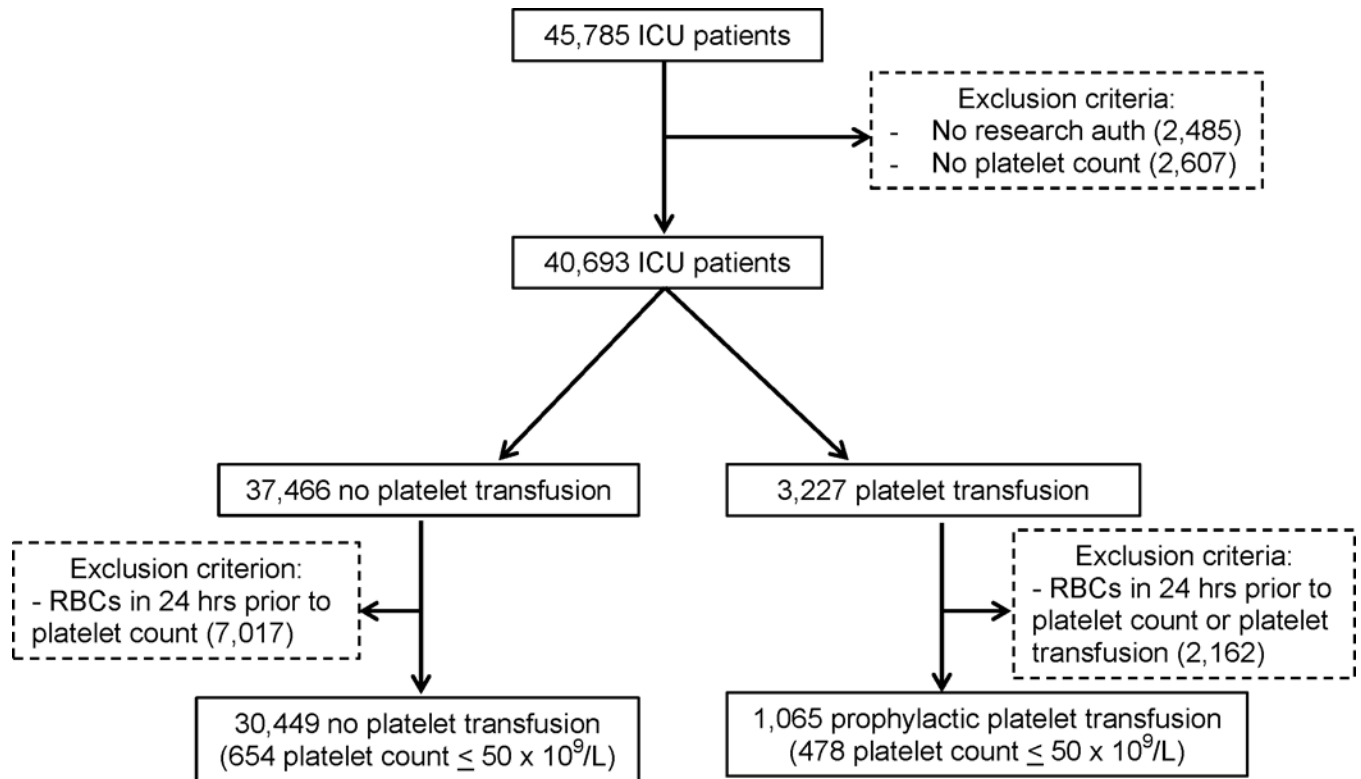 45,785 ICU patients
Exclusion criteria:
- No research auth (2,485)
- No platelet count (2,607)
40,693 ICU patients
37,466 no platelet transfusion
3,227 platelet transfusion
Exclusion criterion:
- RBCs in 24 hrs prior to
platelet count (7,017)
Exclusion criteria:
- RBCs in 24 hrs prior to
platelet count or platelet
transfusion (2,162)
30,449 no platelet transfusion
(654 platelet count ≤ 50 x 10⁹/L)
1,065 prophylactic platelet transfusion
(478 platelet count ≤ 50 x 10⁹/L)